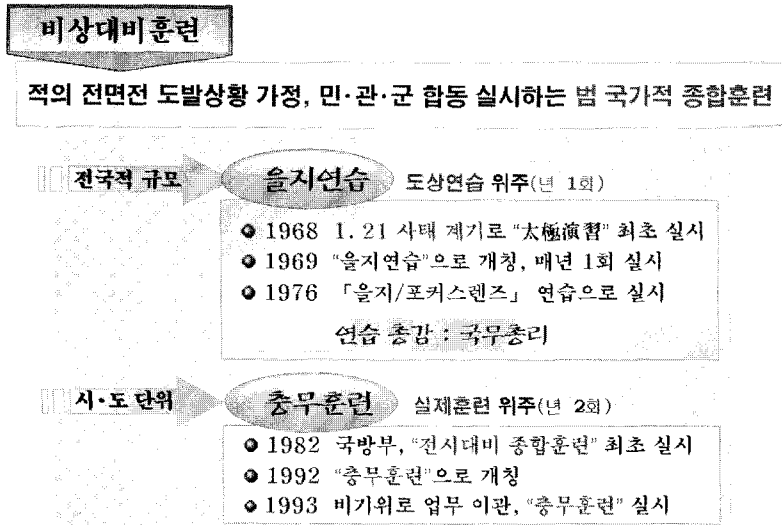 비상대비훈련
적의 전면전 도발상황 가정, 민·관·군 합동 실시하는 범 국가적 종합훈련
전국적 규모 을지연습 도상연습 위주(년 1회)
1968 1. 21 사태 계기로 "太極演習" 최초 실시
1969 "을지연습"으로 개칭, 매년 1회 실시
1976 「을지/포커스렌즈」 연습으로 실시
연습 총감 : 국무총리
시·도 단위 충무훈련 실제훈련 위주(년 2회)
1982 국방부, "전시대비 종합훈련" 최초 실시
1992 "충무훈련"으로 개칭
1993 비기위로 업무 이관, "충무훈련" 실시